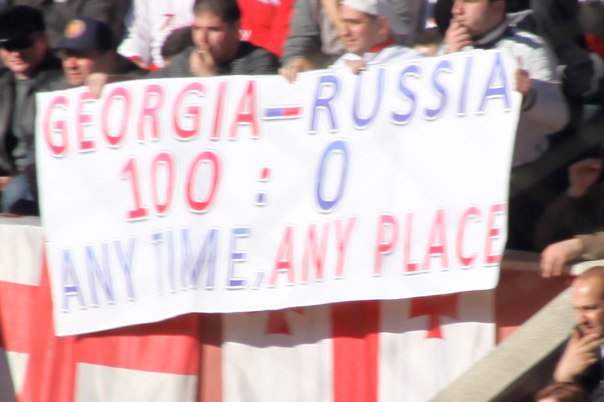 GEORGIA–RUSSIA
100 : 0
ANY TIME, ANY PLACE